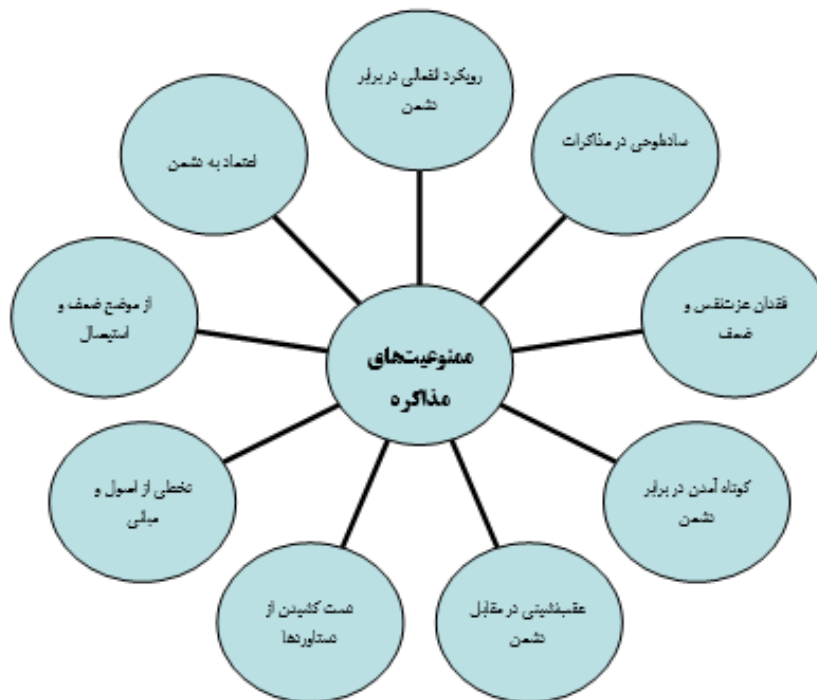 رویکرد انفعالی در برابر
دشمن
ساده‌لوحی در مذاکرات
فقدان عزت‌نفس و
ضعف
کوتاه آمدن در برابر
دشمن
عقب‌نشینی در مقابل
دشمن
دست کشیدن از
دستاوردها
تخطی از اصول و
مبانی
از موضع ضعف و
استیصال
اعتماد به دشمن
ممنوعیت‌های
مذاکره